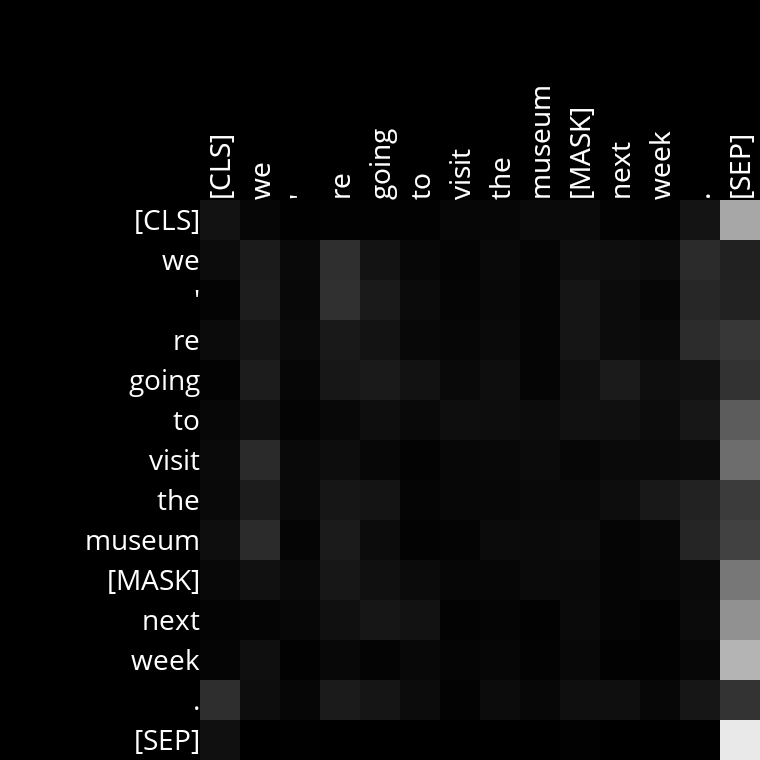 [CLS] we ' re going to visit the museum [MASK] next week . [SEP]
[CLS]
we
'
re
going
to
visit
the
museum
[MASK]
next
week
.
[SEP]